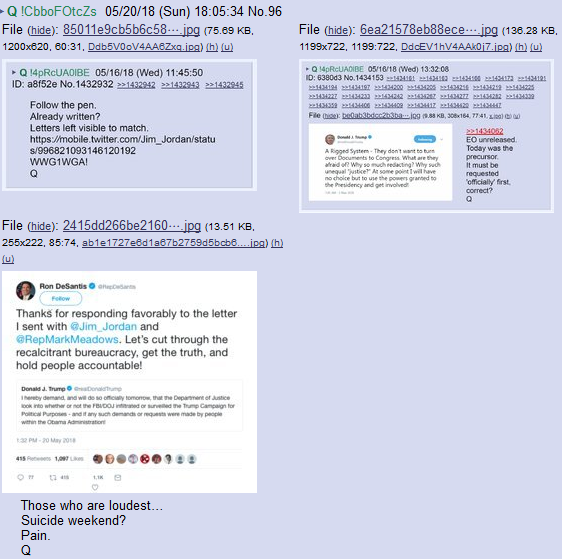 Q !CbboFOtcZs 05/20/18 (Sun) 18:05:34 No.96
File (hide): 85011e9cb5b6c58⋯.jpg (75.69 KB,
1200x620, 60:31, Ddb5V0oV4AA6Zxq.jpg) (h) (u)
Q !4pRcUA0lBE 05/16/18 (Wed) 11:45:50
ID: a8f52e No.1432932 >>1432942 >>1432943 >>1432945
Follow the pen.
Already written?
Letters left visible to match.
https://mobile.twitter.com/Jim_Jordan/statu
s/996821093146120192
WWG1WGA!
Q
File (hide): 6ea21578eb88ece⋯.jpg (136.28 KB,
1199x722, 1199:722, DdcEV1hV4AAk0j7.jpg) (h) (u)
Q !4pRcUA0lBE 05/16/18 (Wed) 13:32:08
ID: 6380d3 No.1434153 >>1434161 >>1434163 >>1434166 >>1434173 >>1434191
>>1434194 >>1434197 >>1434200 >>1434205 >>1434216 >>1434219 >>1434225
>>1434227 >>1434233 >>1434242 >>1434267 >>1434277 >>1434282 >>1434339
>>1434359 >>1434406 >>1434409 >>1434417 >>1434420 >>1434447
File (hide): be0ab3bdcc2b3ba⋯.jpg (9.88 KB, 308x164, 77:41, x.jpg) (h) (u)
Donald J. Trump
@realDonaldTrump
Following
A Rigged System - They don't want to turn
over Documents to Congress. What are they
afraid of? Why so much redacting? Why such
unequal "justice?" At some point I will have
no choice but to use the powers granted to
the Presidency and get involved!
>>1434062
EO unreleased.
Today was the
precursor.
It must be
requested
'officially' first,
correct?
Q
File (hide): 2415dd266be2160⋯.jpg (13.51 KB,
255x222, 85:74, ab1e1727e6d1a67b2759d5bcb6….jpg) (h)
(u)
Ron DeSantis @RepDeSantis
Follow
Thanks for responding favorably to the letter
I sent with @Jim_Jordan and
@RepMarkMeadows. Let's cut through the
recalcitrant bureaucracy, get the truth, and
hold people accountable!
Donald J. Trump @realDonaldTrump
I hereby demand, and will do so officially tomorrow, that the Department of Justice
look into whether or not the FBI/DOJ infiltrated or surveilled the Trump Campaign for
Political Purposes - and if any such demands or requests were made by people
within the Obama Administration!
1:32 PM - 20 May 2018
415 Retweets 1,097 Likes
77 415 1.1K
Those who are loudest…
Suicide weekend?
Pain.
Q